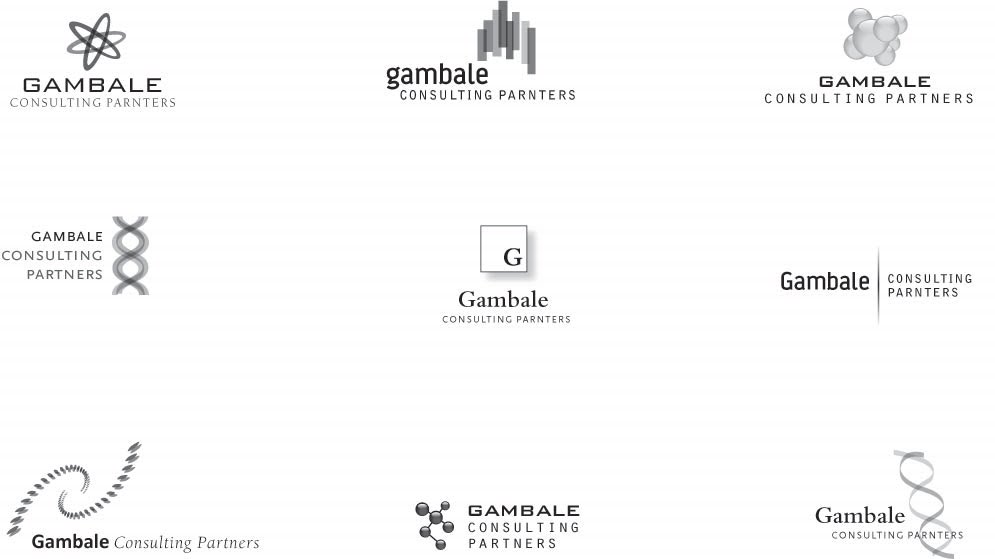 GAMBALE
CONSULTING PARNTERS
gambale
CONSULTING PARNTERS
GAMBALE
CONSULTING PARTNERS
GAMBALE
CONSULTING
PARTNERS
G
Gambale
CONSULTING PARNTERS
Gambale
CONSULTING
PARNTERS
Gambale Consulting Partners
GAMBALE
CONSULTING
PARTNERS
Gambale
CONSULTING PARNTERS